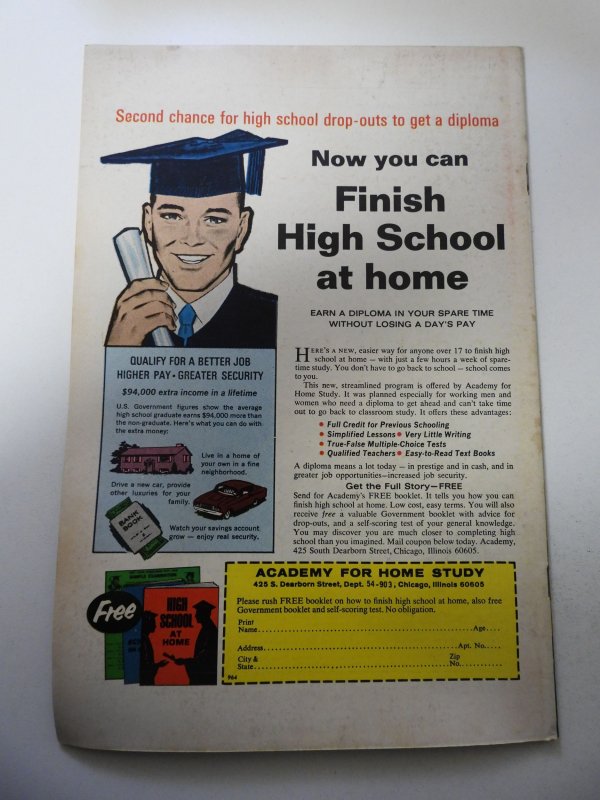 Second chance for high school drop-outs to get a diploma
Now you can
Finish
High School
at home
EARN A DIPLOMA IN YOUR SPARE TIME
WITHOUT LOSING A DAY'S PAY
QUALIFY FOR A BETTER JOB
HIGHER PAY • GREATER SECURITY
$94,000 extra income in a lifetime
U.S. Government figures show the average
high school graduate earns $94,000 more than
the non-graduate. Here's what you can do with
the extra money:
Live in a home of
your own in a fine
neighborhood.
Drive a new car, provide
other luxuries for your
family.
BANK
BOOK
Watch your savings account
grow — enjoy real security.
HERE'S A NEW, easier way for anyone over 17 to finish high
school at home — with just a few hours a week of spare-
time study. You don't have to go back to school — school comes
to you.
This new, streamlined program is offered by Academy for
Home Study. It was planned especially for working men and
women who need a diploma to get ahead and can't take time
out to go back to classroom study. It offers these advantages:
• Full Credit for Previous Schooling
• Simplified Lessons • Very Little Writing
• True-False Multiple-Choice Tests
• Qualified Teachers • Easy-to-Read Text Books
A diploma means a lot today — in prestige and in cash, and in
greater job opportunities—increased job security.
Get the Full Story—FREE
Send for Academy's FREE booklet. It tells you how you can
finish high school at home. Low cost, easy terms. You will also
receive free a valuable Government booklet with advice for
drop-outs, and a self-scoring test of your general knowledge.
You may discover you are much closer to completing high
school than you imagined. Mail coupon below today. Academy,
425 South Dearborn Street, Chicago, Illinois 60605.
Free
SAMPLE EXAMINATION
HIGH
SCHOOL
AT
HOME
ACADEMY FOR HOME STUDY
425 S. Dearborn Street, Dept. 54-903, Chicago, Illinois 60605
Please rush FREE booklet on how to finish high school at home, also free
Government booklet and self-scoring test. No obligation.
Print
Name Age
Address Apt. No.
City & Zip
State No.
964